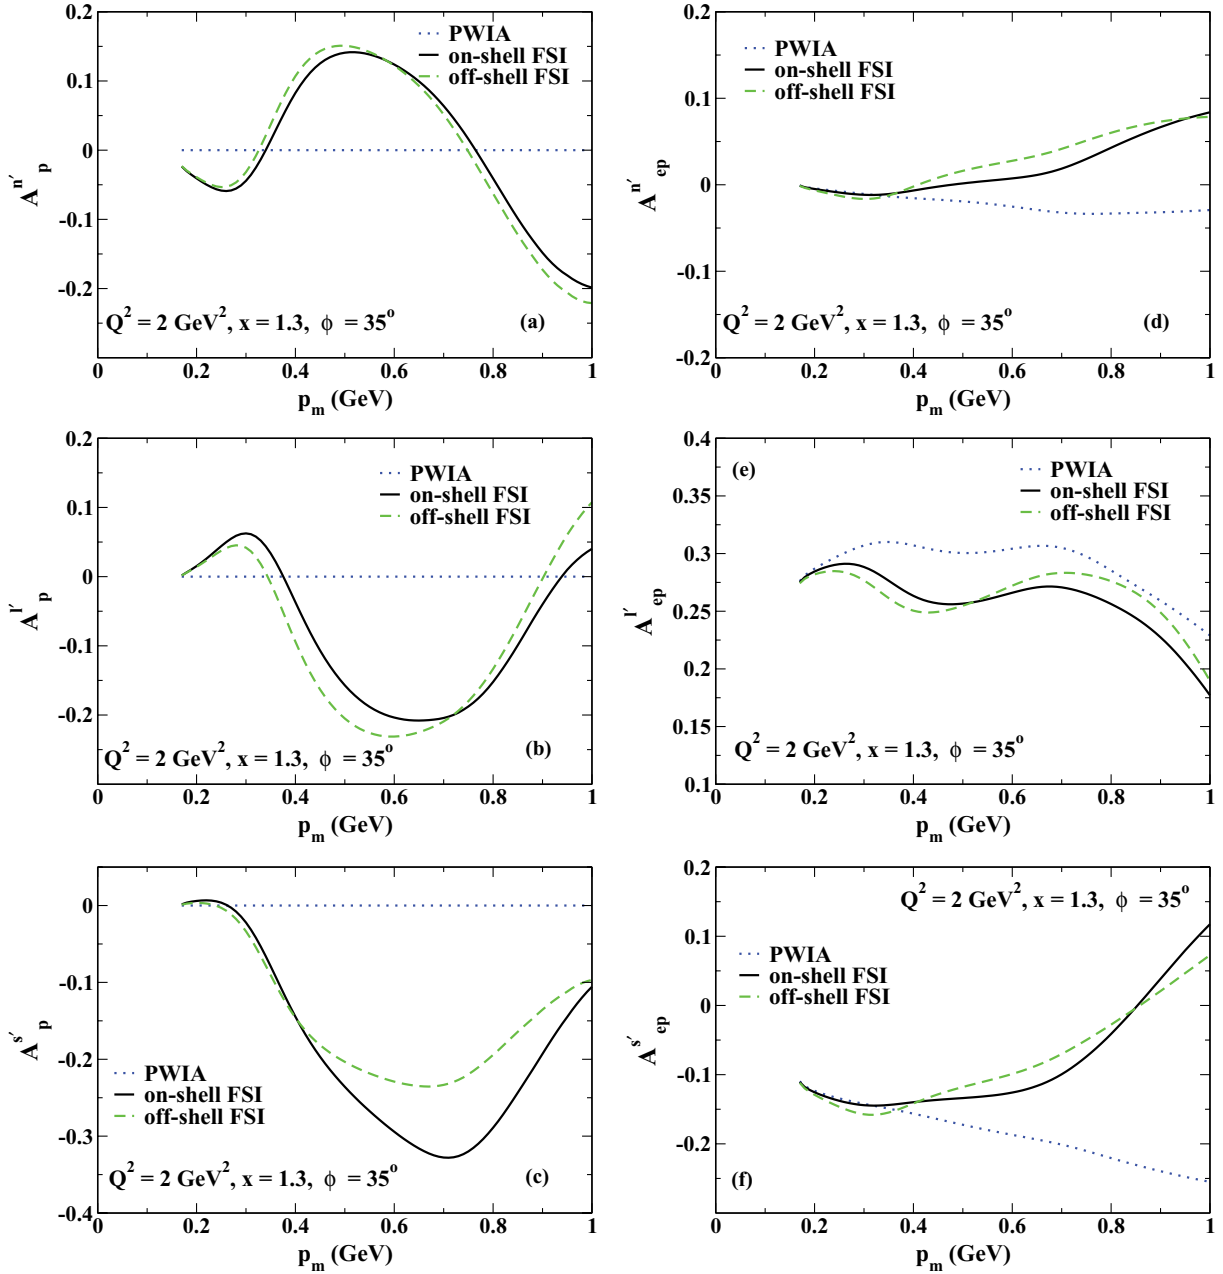 0.2
0.1
0
-0.1
-0.2
A^{n'}_p
PWIA
on-shell FSI
off-shell FSI
Q^2 = 2 GeV^2, x = 1.3, ϕ = 35^o
(a)
0 0.2 0.4 0.6 0.8 1
p_m (GeV)
0.2
0.1
0
-0.1
-0.2
A^{n'}_{ep}
PWIA
on-shell FSI
off-shell FSI
Q^2 = 2 GeV^2, x = 1.3, ϕ = 35^o
(d)
0 0.2 0.4 0.6 0.8 1
p_m (GeV)
0.2
0.1
0
-0.1
-0.2
A^{l'}_p
PWIA
on-shell FSI
off-shell FSI
Q^2 = 2 GeV^2, x = 1.3, ϕ = 35^o
(b)
0 0.2 0.4 0.6 0.8 1
p_m (GeV)
0.4
0.35
0.3
0.25
0.2
0.15
0.1
A^{l'}_{ep}
(e)
PWIA
on-shell FSI
off-shell FSI
Q^2 = 2 GeV^2, x = 1.3, ϕ = 35^o
0 0.2 0.4 0.6 0.8 1
p_m (GeV)
0
-0.1
-0.2
-0.3
-0.4
A^{s'}_p
PWIA
on-shell FSI
off-shell FSI
Q^2 = 2 GeV^2, x = 1.3, ϕ = 35^o
(c)
0 0.2 0.4 0.6 0.8 1
p_m (GeV)
0.2
0.1
0
-0.1
-0.2
A^{s'}_{ep}
Q^2 = 2 GeV^2, x = 1.3, ϕ = 35^o
PWIA
on-shell FSI
off-shell FSI
(f)
0 0.2 0.4 0.6 0.8 1
p_m (GeV)